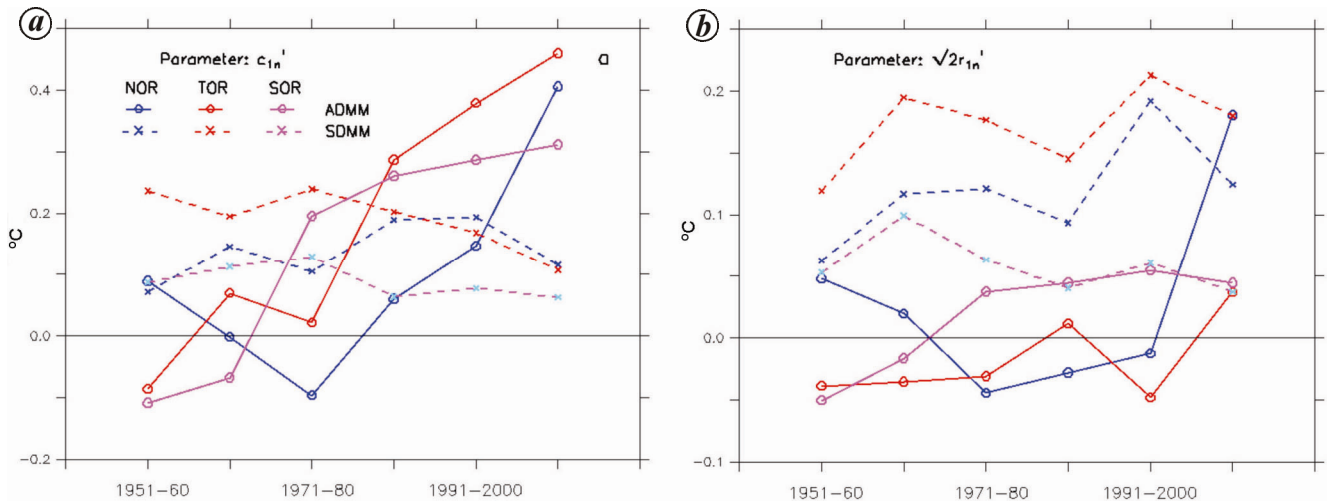 a
Parameter: c1n'
a
NOR TOR SOR
ADMM
SDMM
°C
0.4
0.2
0.0
-0.2
1951-60 1971-80 1991-2000
b
Parameter: √2r1n'
°C
0.2
0.1
0.0
-0.1
1951-60 1971-80 1991-2000